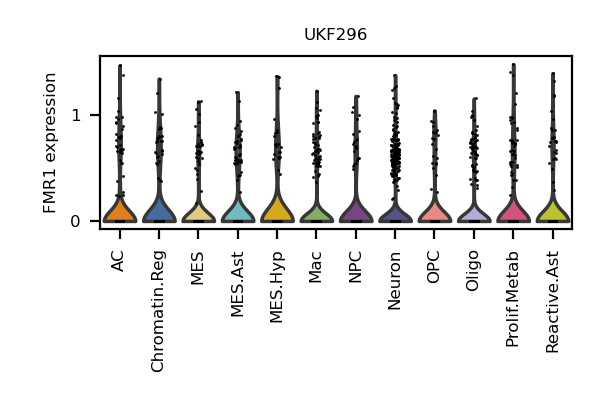 UKF296
FMR1 expression
1
0
AC
Chromatin.Reg
MES
MES.Ast
MES.Hyp
Mac
NPC
Neuron
OPC
Oligo
Prolif.Metab
Reactive.Ast